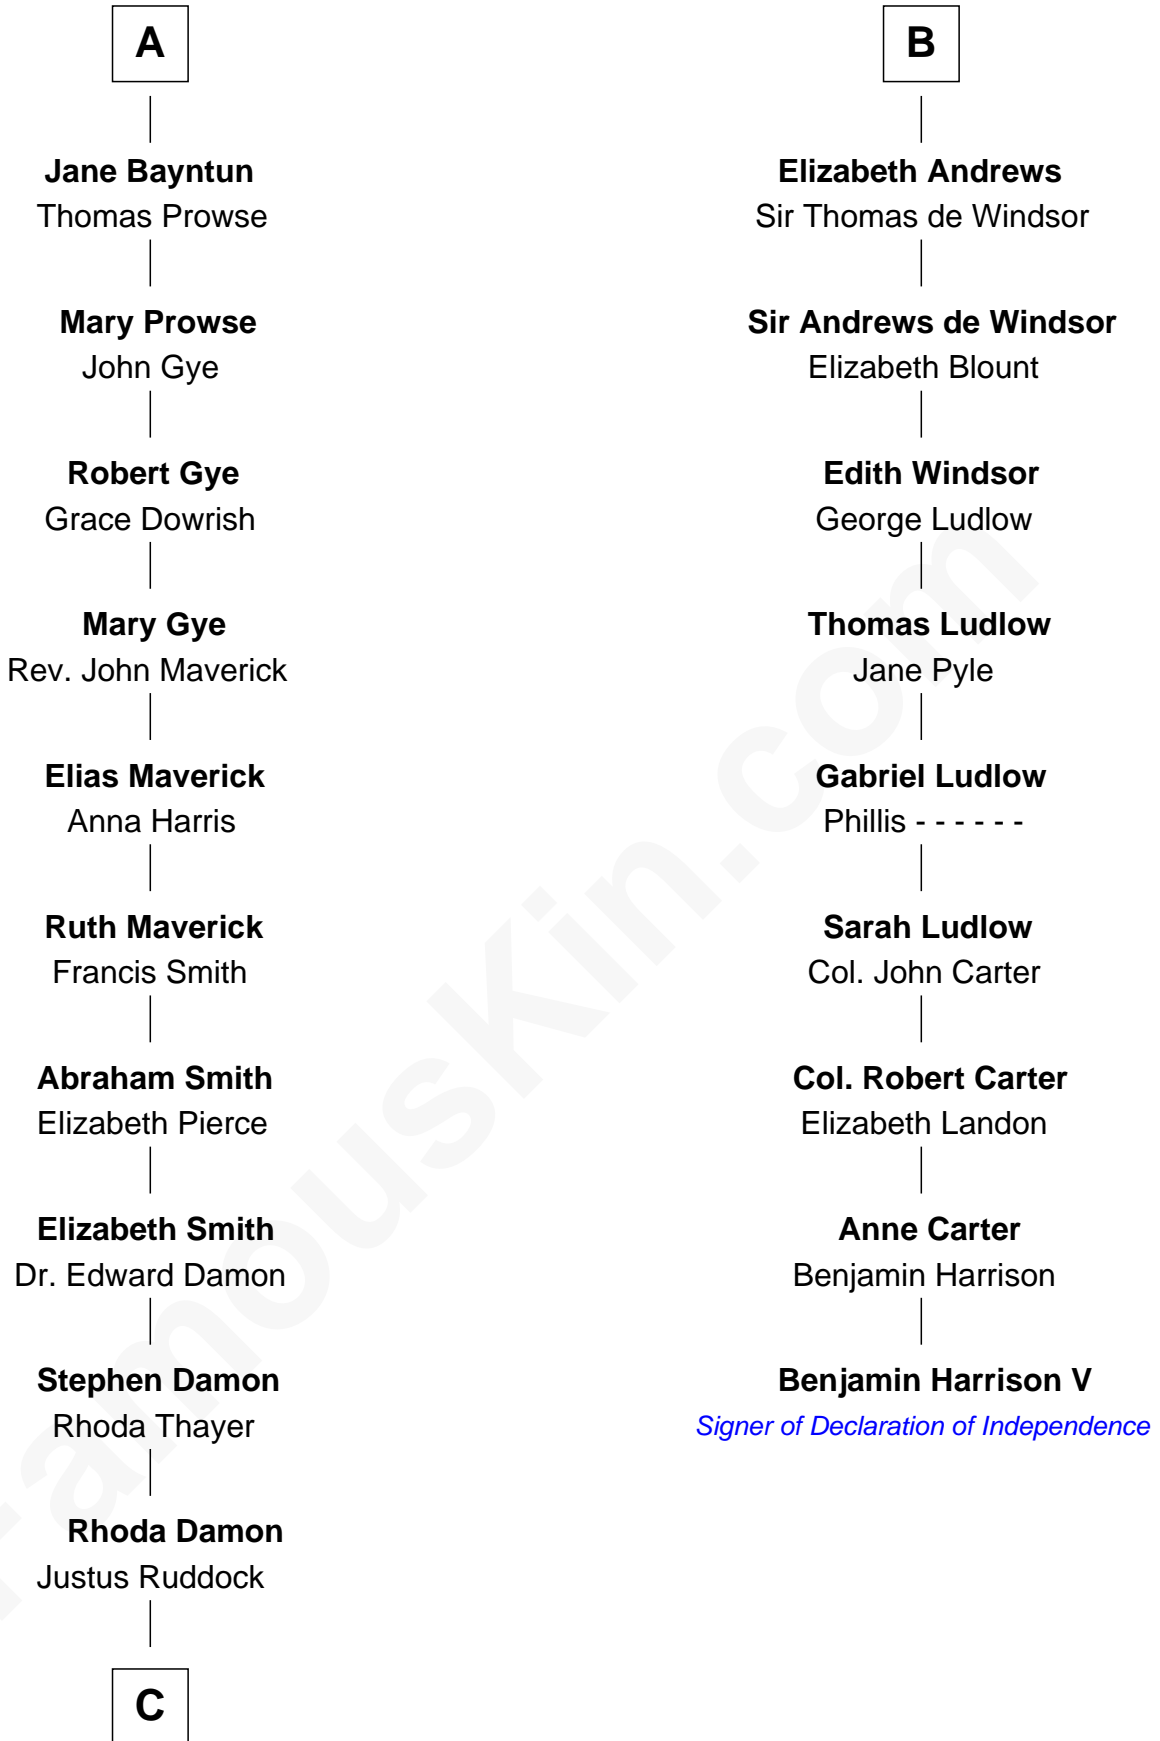 A
Jane Bayntun
Thomas Prowse
Mary Prowse
John Gye
Robert Gye
Grace Dowrish
Mary Gye
Rev. John Maverick
Elias Maverick
Anna Harris
Ruth Maverick
Francis Smith
Abraham Smith
Elizabeth Pierce
Elizabeth Smith
Dr. Edward Damon
Stephen Damon
Rhoda Thayer
Rhoda Damon
Justus Ruddock
C
B
Elizabeth Andrews
Sir Thomas de Windsor
Sir Andrews de Windsor
Elizabeth Blount
Edith Windsor
George Ludlow
Thomas Ludlow
Jane Pyle
Gabriel Ludlow
Phillis - - - - - -
Sarah Ludlow
Col. John Carter
Col. Robert Carter
Elizabeth Landon
Anne Carter
Benjamin Harrison
Benjamin Harrison V
Signer of Declaration of Independence
FamousKin.com